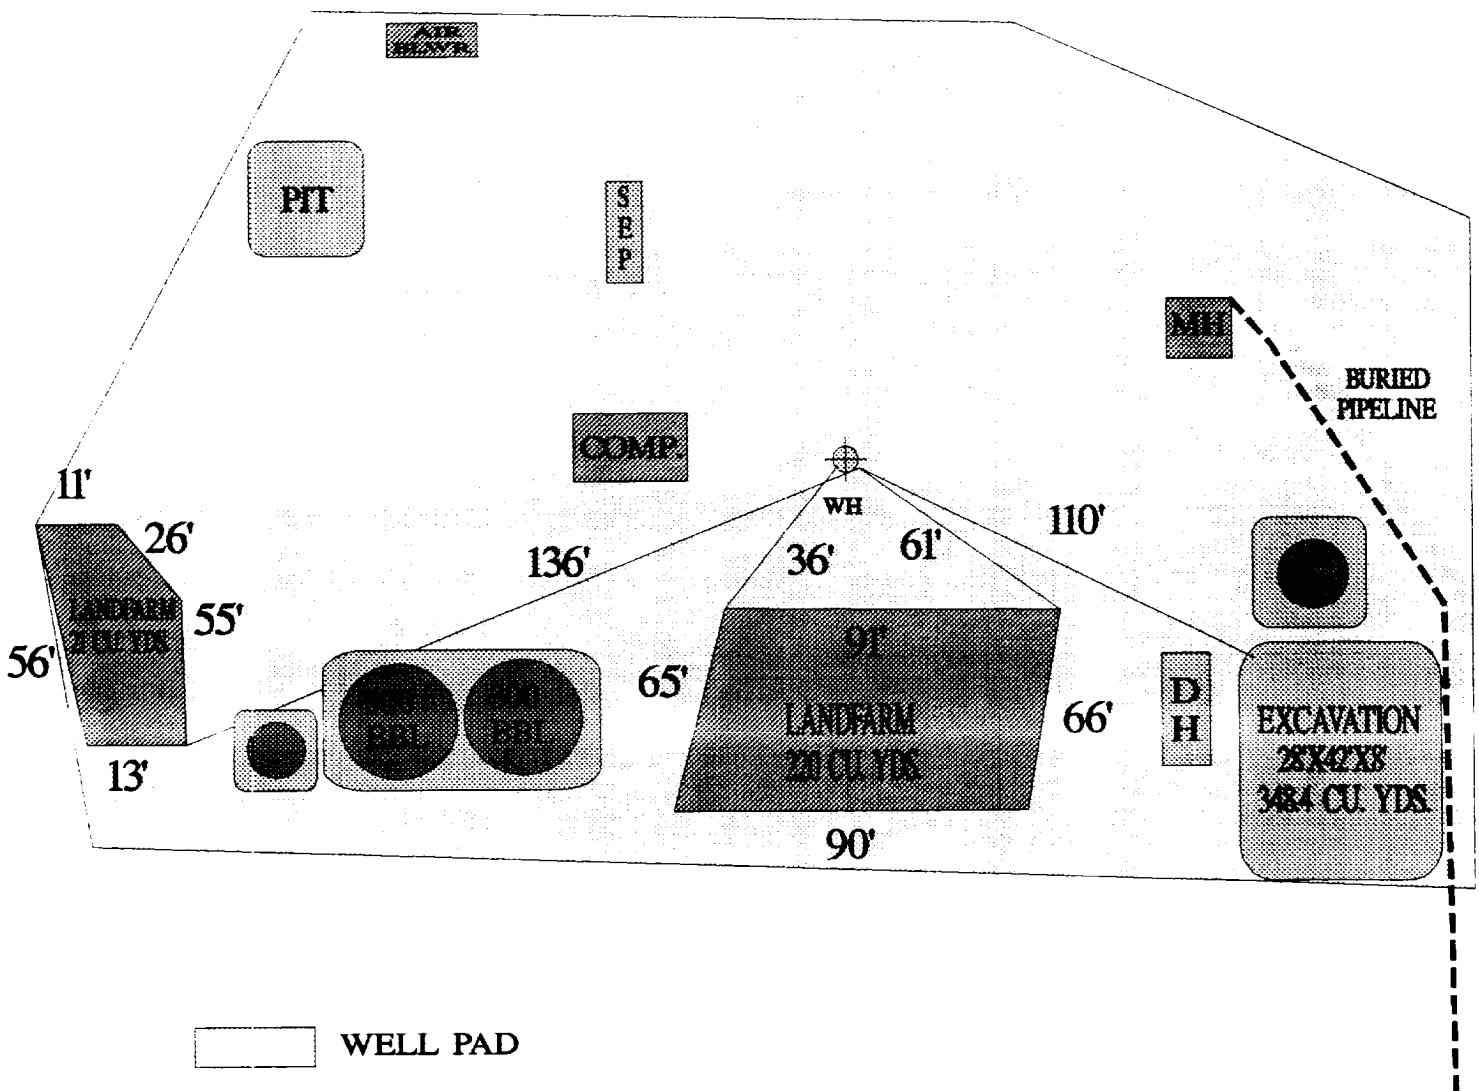 AIR
BLWR.
PIT
S
E
P
MH
BURIED
PIPELINE
COMP.
11'
WH
110'
26'
136'
36'
61'
LANDFARM
21 CU. YDS.
55'
56'
91'
65'
D
H
66'
LANDFARM
220 CU. YDS.
EXCAVATION
28'X42'X8'
348.4 CU. YDS.
BBL
BBL
13'
90'
WELL PAD